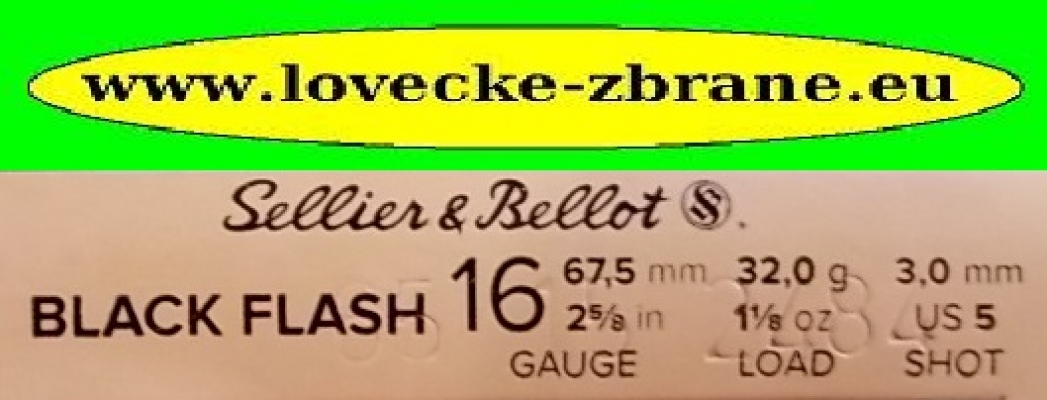 www.lovecke-zbrane.eu
Sellier & Bellot
BLACK FLASH 16 67,5 mm 32,0 g 3,0 mm
2⅝ in 1⅛ oz US 5
GAUGE LOAD SHOT